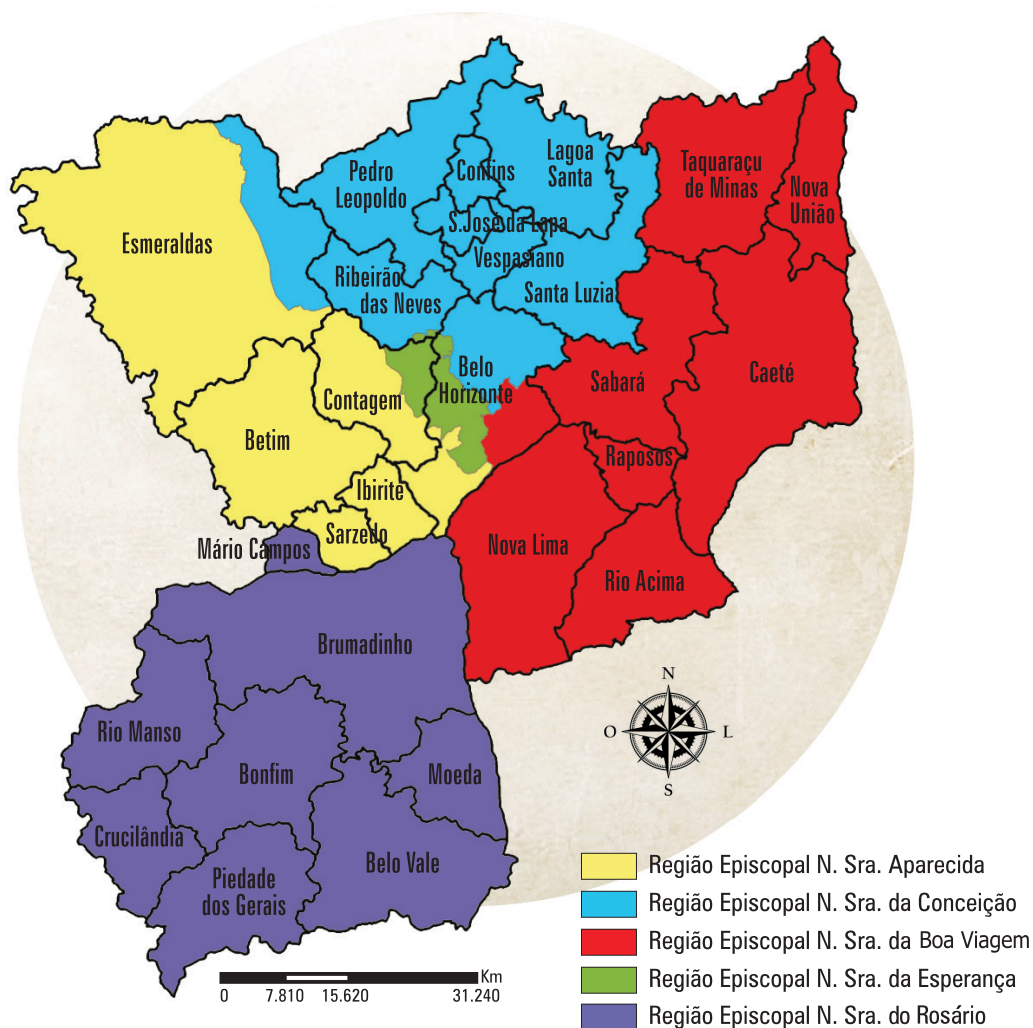 Pedro
Leopoldo
Confins
Lagoa
Santa
Taquaraçu
de Minas
Nova
União
Esmeraldas
S.José da Lapa
Vespasiano
Ribeirão
das Neves
Santa Luzia
Belo
Horizonte
Sabará
Caeté
Contagem
Betim
Raposos
Ibirité
Sarzedo
Mário Campos
Nova Lima
Rio Acima
Brumadinho
Rio Manso
Bonfim
Moeda
Crucilândia
Belo Vale
Piedade
dos Gerais
N
O
L
S
Região Episcopal N. Sra. Aparecida
Região Episcopal N. Sra. da Conceição
Região Episcopal N. Sra. da Boa Viagem
Região Episcopal N. Sra. da Esperança
Região Episcopal N. Sra. do Rosário
Km
0 7.810 15.620 31.240